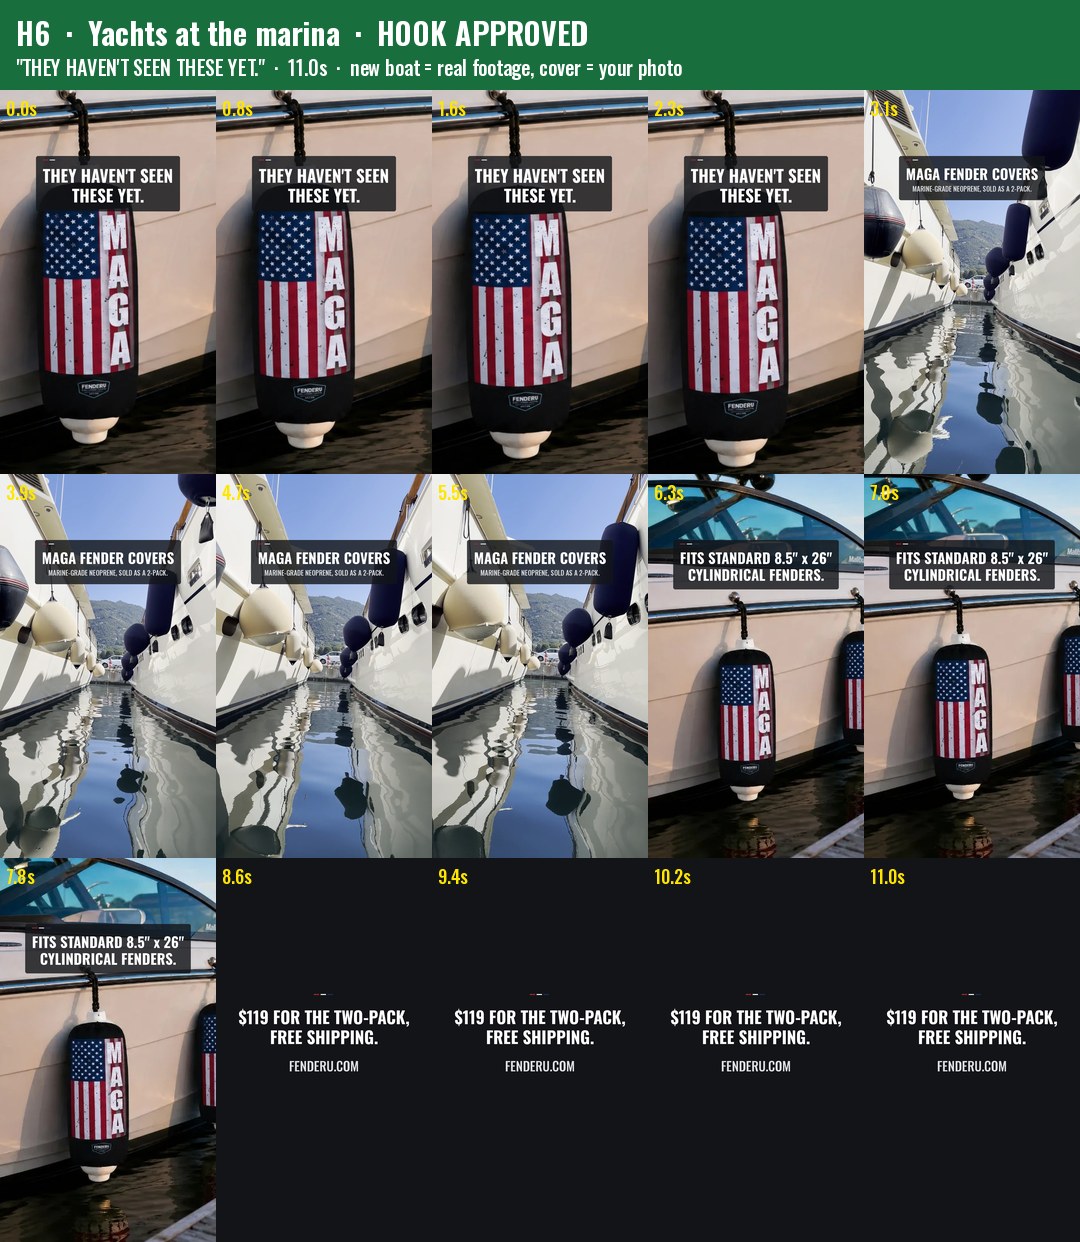 H6 · Yachts at the marina · HOOK APPROVED
"THEY HAVEN'T SEEN THESE YET." · 11.0s · new boat = real footage, cover = your photo
0.0s
THEY HAVEN'T SEEN
THESE YET.
MAGA
FENDERU
0.8s
THEY HAVEN'T SEEN
THESE YET.
MAGA
FENDERU
1.6s
THEY HAVEN'T SEEN
THESE YET.
MAGA
FENDERU
2.3s
THEY HAVEN'T SEEN
THESE YET.
MAGA
FENDERU
3.1s
MAGA FENDER COVERS
MARINE-GRADE NEOPRENE, SOLD AS A 2-PACK.
3.9s
MAGA FENDER COVERS
MARINE-GRADE NEOPRENE, SOLD AS A 2-PACK.
4.7s
MAGA FENDER COVERS
MARINE-GRADE NEOPRENE, SOLD AS A 2-PACK.
5.5s
MAGA FENDER COVERS
MARINE-GRADE NEOPRENE, SOLD AS A 2-PACK.
6.3s
FITS STANDARD 8.5" x 26"
CYLINDRICAL FENDERS.
MAGA
FENDERU
7.0s
FITS STANDARD 8.5" x 26"
CYLINDRICAL FENDERS.
MAGA
FENDERU
7.8s
FITS STANDARD 8.5" x 26"
CYLINDRICAL FENDERS.
MAGA
FENDERU
8.6s
$119 FOR THE TWO-PACK,
FREE SHIPPING.
FENDERU.COM
9.4s
$119 FOR THE TWO-PACK,
FREE SHIPPING.
FENDERU.COM
10.2s
$119 FOR THE TWO-PACK,
FREE SHIPPING.
FENDERU.COM
11.0s
$119 FOR THE TWO-PACK,
FREE SHIPPING.
FENDERU.COM